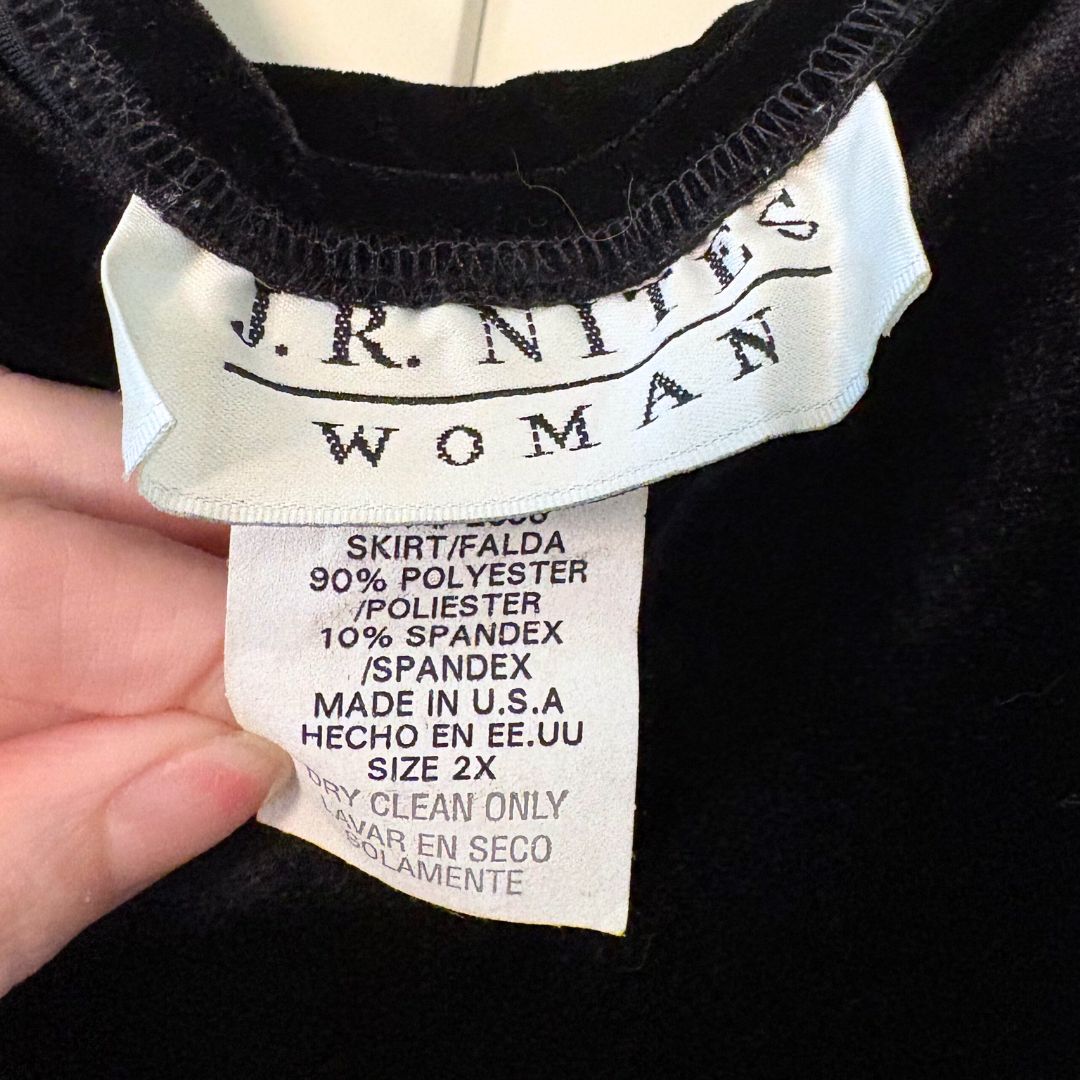 J.R. NITES
WOMAN
SKIRT/FALDA
90% POLYESTER
/POLIESTER
10% SPANDEX
/SPANDEX
MADE IN U.S.A
HECHO EN EE.UU
SIZE 2X
DRY CLEAN ONLY
LAVAR EN SECO
SOLAMENTE